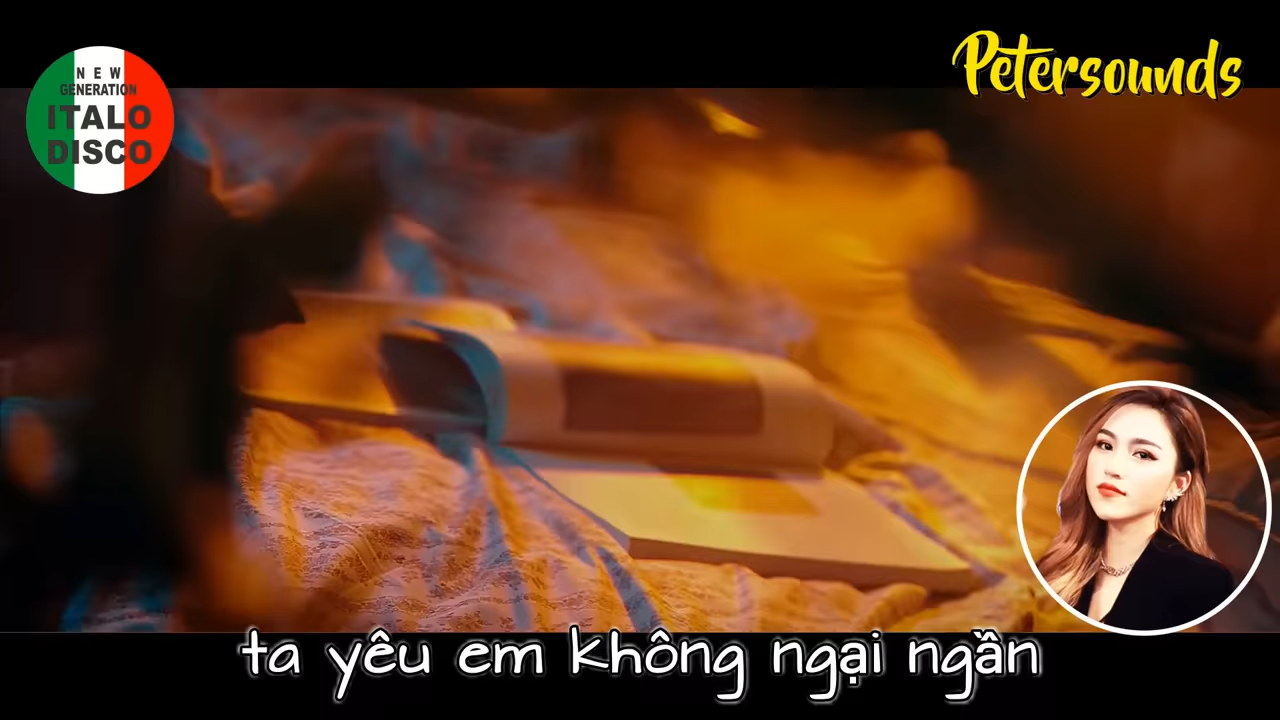 NEW
GENERATION
ITALO
DISCO
Petersounds
ta yêu em không ngại ngần